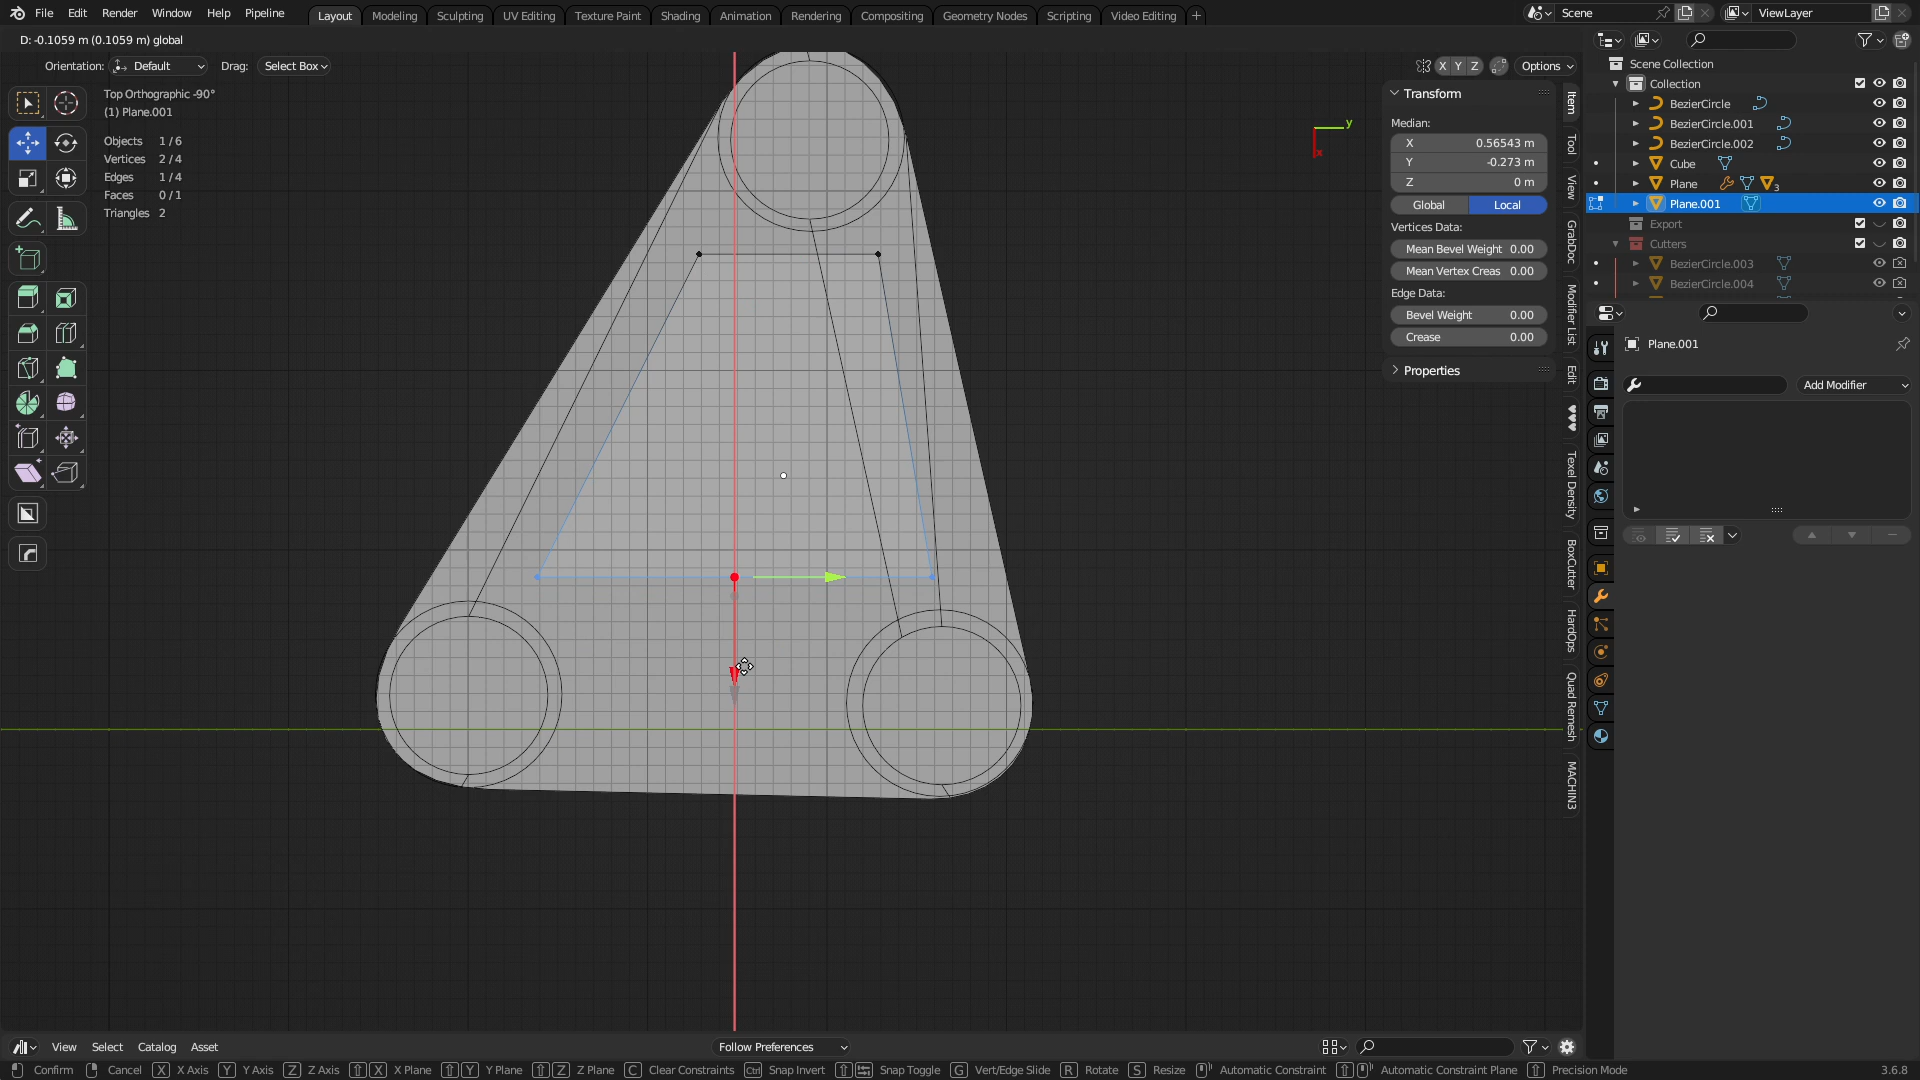 File Edit Render Window Help Pipeline Layout Modeling Sculpting UV Editing Texture Paint Shading Animation Rendering Compositing Geometry Nodes Scripting Video Editing + Scene ViewLayer
D: -0.1059 m (0.1059 m) global
Orientation: Default Drag: Select Box X Y Z Options
Top Orthographic -90°
(1) Plane.001
Objects 1/6
Vertices 2/4
Edges 1/4
Faces 0/1
Triangles 2
y
x
Transform
Median:
X 0.56543 m
Y -0.273 m
Z 0 m
Global Local
Vertices Data:
Mean Bevel Weight 0.00
Mean Vertex Creas 0.00
Edge Data:
Bevel Weight 0.00
Crease 0.00
Properties
Item
Tool
View
GrabDoc
Modifier List
Edit
♥♥♥
Texel Density
BoxCutter
HardOps
Quad Remesh
MACHIN3
Scene Collection
Collection
BezierCircle
BezierCircle.001
BezierCircle.002
Cube
Plane 3
Plane.001
Export
Cutters
BezierCircle.003
BezierCircle.004
Plane.001
Add Modifier
View Select Catalog Asset Follow Preferences
Confirm Cancel X X Axis Y Y Axis Z Z Axis X X Plane Y Y Plane Z Z Plane C Clear Constraints Ctrl Snap Invert Snap Toggle G Vert/Edge Slide R Rotate S Resize Automatic Constraint Automatic Constraint Plane Precision Mode 3.6.8